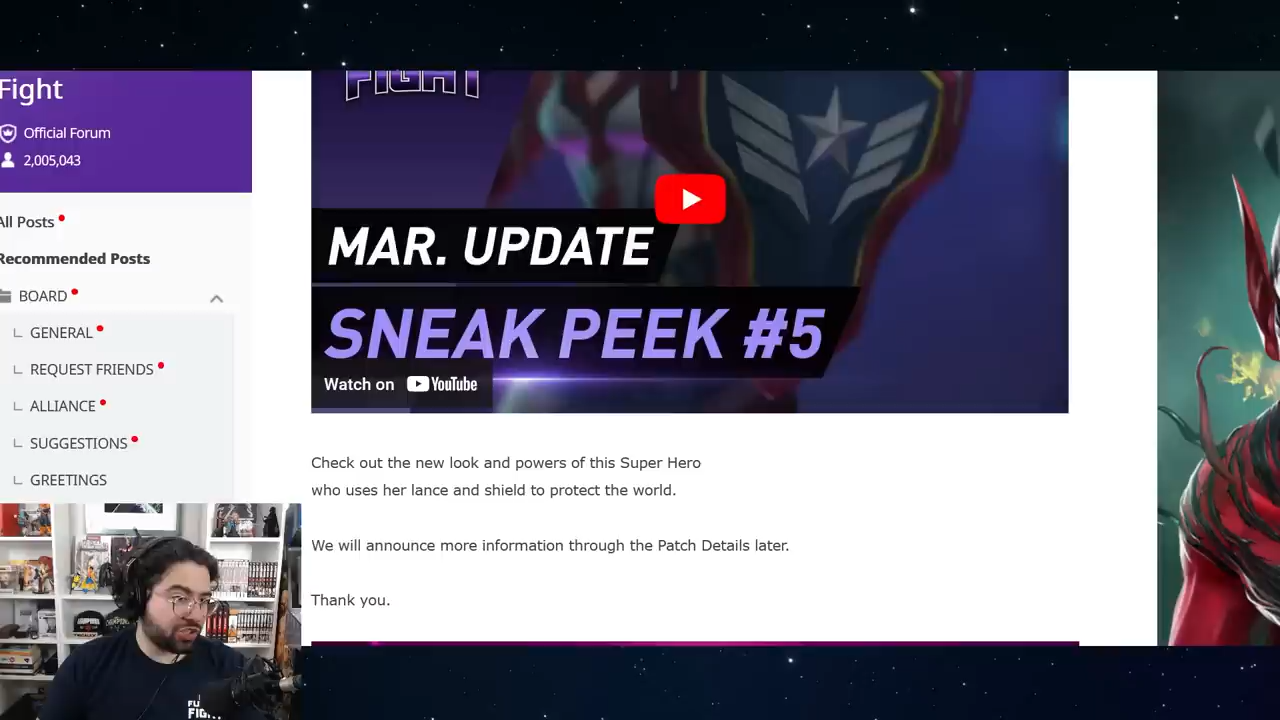 Fight
Official Forum
2,005,043
All Posts
Recommended Posts
BOARD
GENERAL
REQUEST FRIENDS
ALLIANCE
SUGGESTIONS
GREETINGS
FIGHT
MAR. UPDATE
SNEAK PEEK #5
Watch on YouTube
Check out the new look and powers of this Super Hero
who uses her lance and shield to protect the world.
We will announce more information through the Patch Details later.
Thank you.
FIGHT